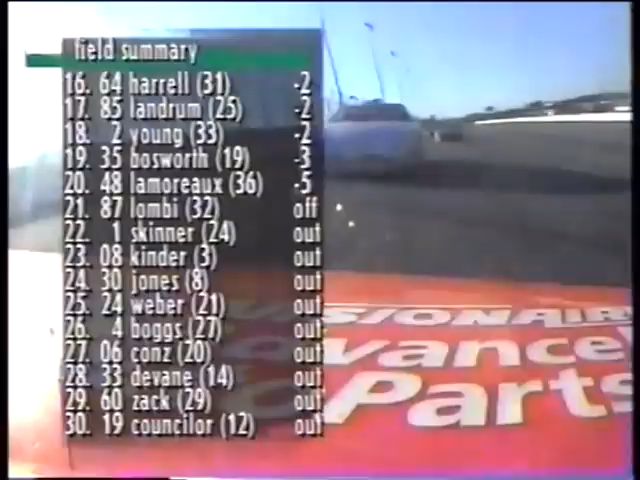 field summary
16. 64 harrell (31) -2
17. 85 landrum (25) -2
18. 2 young (33) -2
19. 35 bosworth (19) -3
20. 48 lamoreaux (36) -5
21. 87 lombi (32) off
22. 1 skinner (24) out
23. 08 kinder (3) out
24. 30 jones (8) out
25. 24 weber (21) out
26. 4 boggs (27) out
27. 06 conz (20) out
28. 33 devane (14) out
29. 60 zack (29) out
30. 19 councilor (12) out
Parts